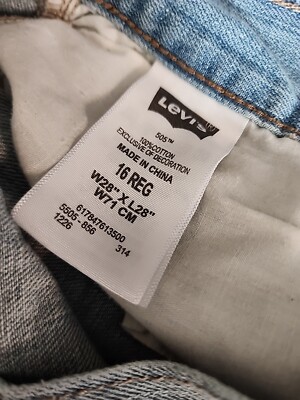 Levi's
505™
100%COTTON
EXCLUSIVE OF DECORATION
MADE IN CHINA
16 REG
W28" X L28"
W71 CM
617847613500
5505-856
1226
314